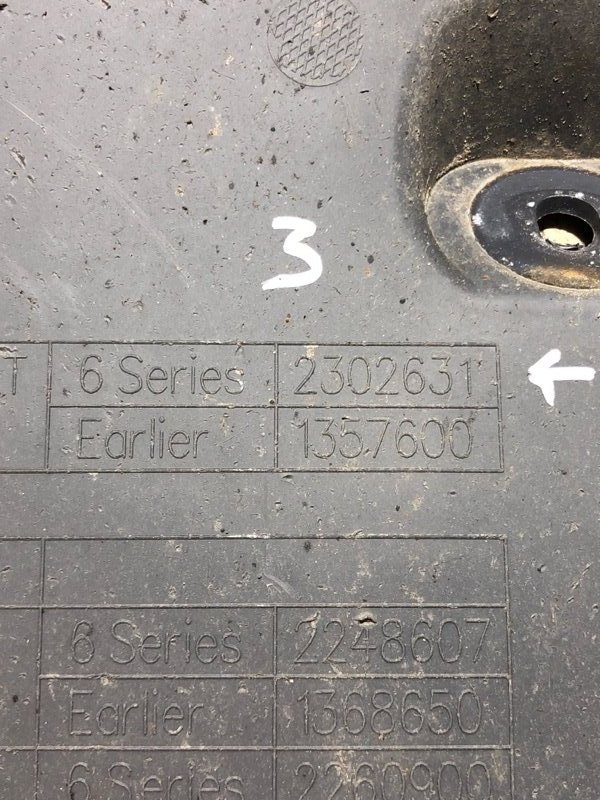 3
T 6 Series 2302631 ←
Earlier 1357600
6 Series 2248607
Earlier 1368650
6 Series 2260900